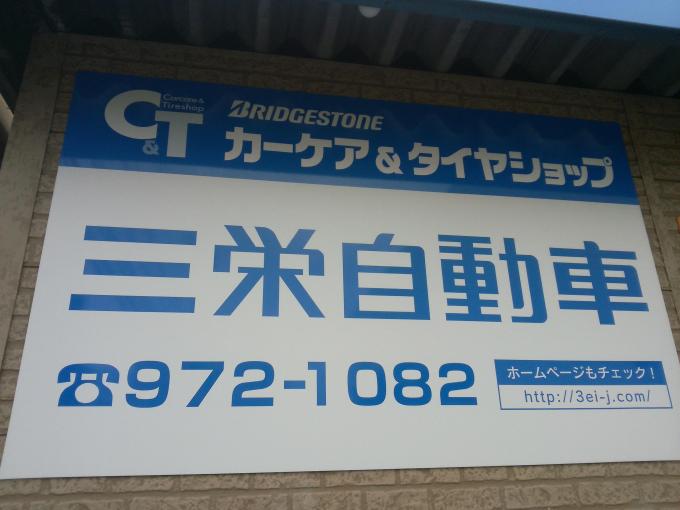 Carcare &
Tireshop
C&T
BRIDGESTONE
カーケア&タイヤショップ
三栄自動車
☎972-1082
ホームページもチェック!
http://3ei-j.com/